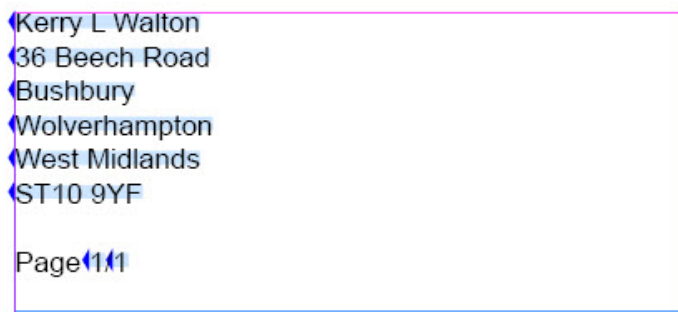 Kerry L Walton
36 Beech Road
Bushbury
Wolverhampton
West Midlands
ST10 9YF
Page 1/1